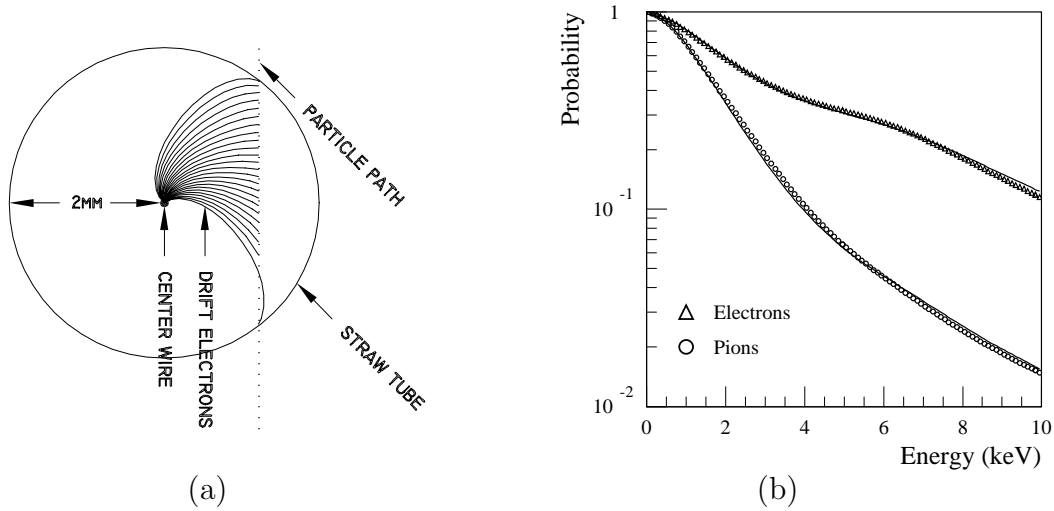 2MM
PARTICLE PATH
CENTER WIRE
DRIFT ELECTRONS
STRAW TUBE
(a)
Probability
1
10^-1
10^-2
Electrons
Pions
0 2 4 6 8 10
Energy (keV)
(b)